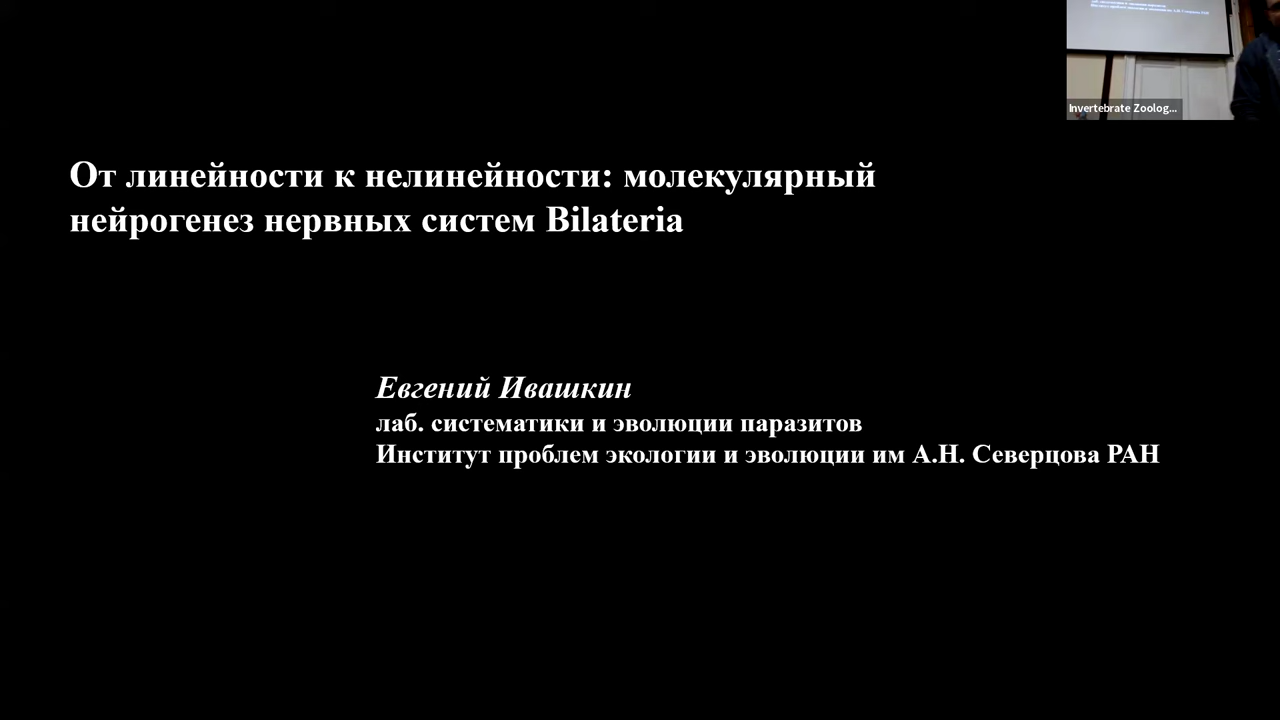 Invertebrate Zoolog...
От линейности к нелинейности: молекулярный
нейрогенез нервных систем Bilateria
Евгений Ивашкин
лаб. систематики и эволюции паразитов
Институт проблем экологии и эволюции им А.Н. Северцова РАН